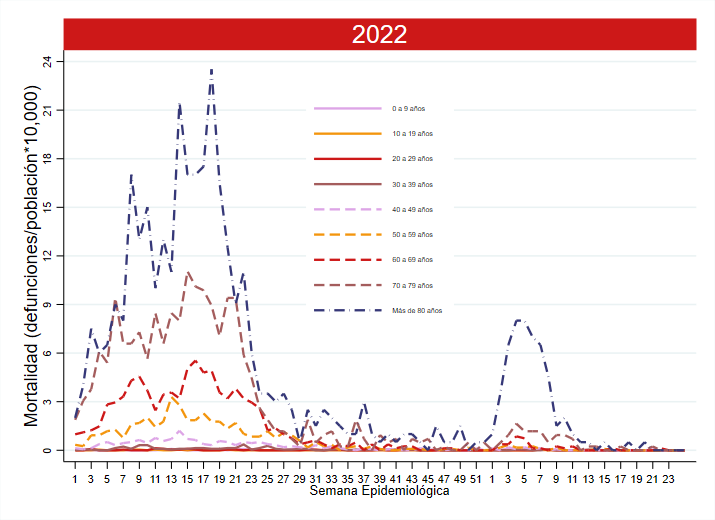 2022
Mortalidad (defunciones/población*10,000)
24
21
18
15
12
9
6
3
0
0 a 9 años
10 a 19 años
20 a 29 años
30 a 39 años
40 a 49 años
50 a 59 años
60 a 69 años
70 a 79 años
Más de 80 años
1 3 5 7 9 11 13 15 17 19 21 23 25 27 29 31 33 35 37 39 41 43 45 47 49 51 1 3 5 7 9 11 13 15 17 19 21 23
Semana Epidemiológica